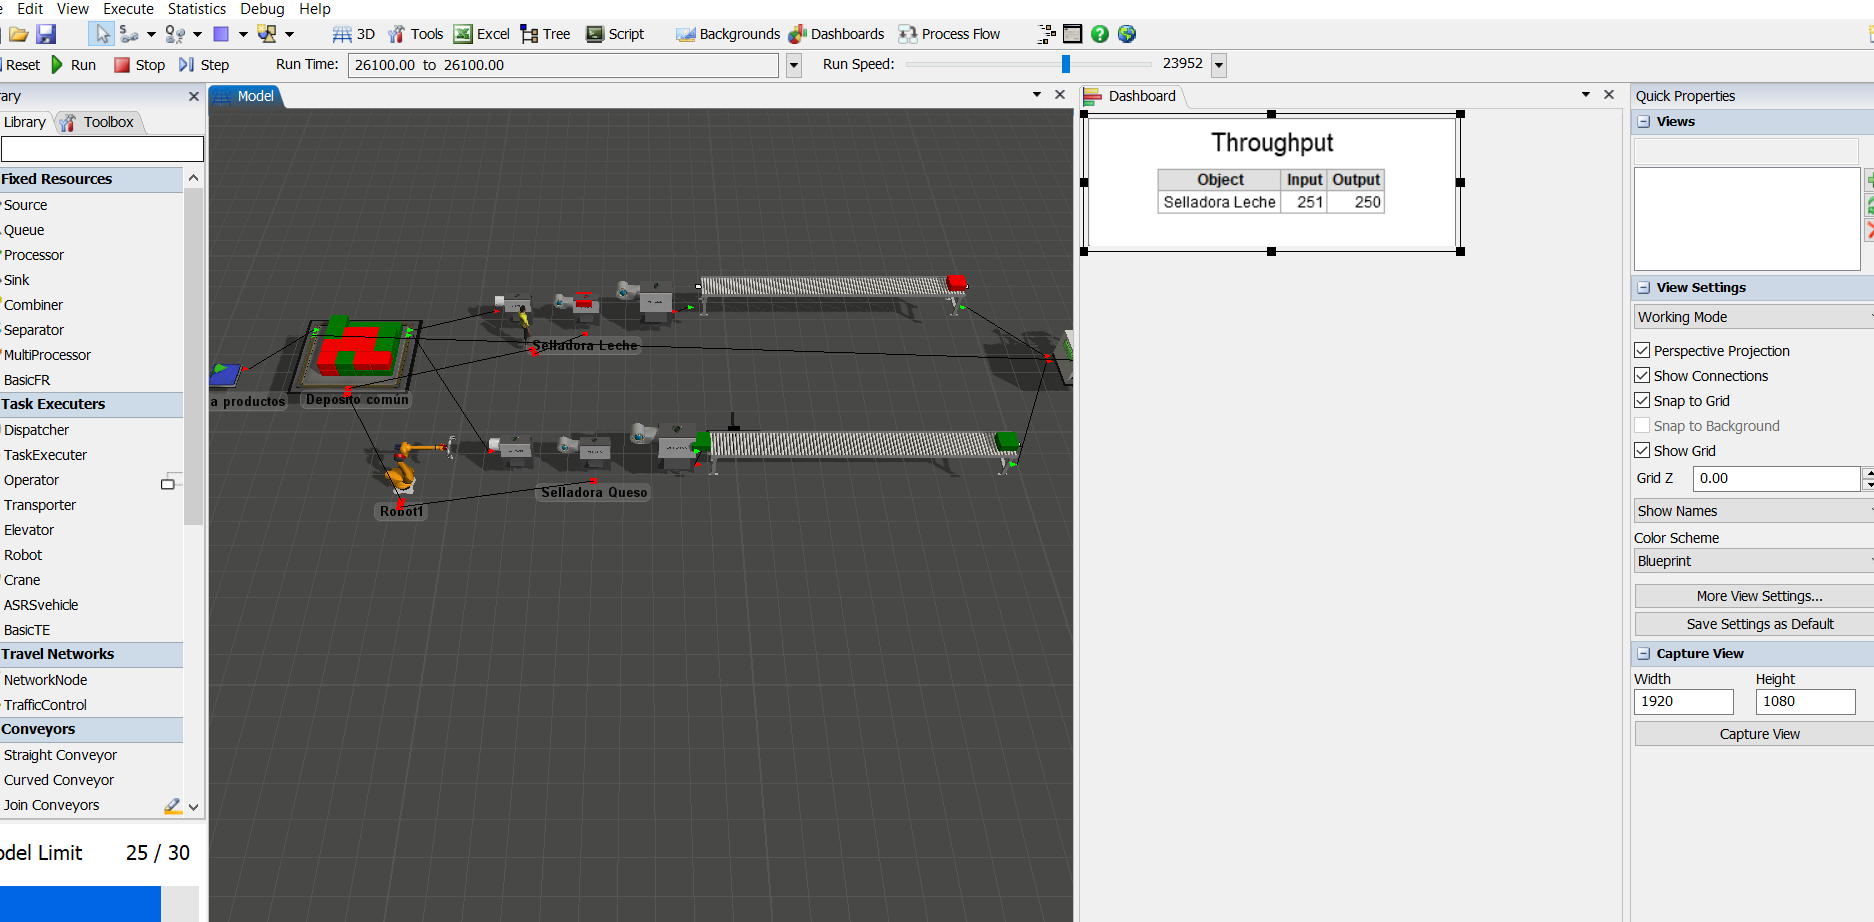 Edit View Execute Statistics Debug Help
3D Tools Excel Tree Script Backgrounds Dashboards Process Flow
Reset Run Stop Step Run Time: 26100.00 to 26100.00 Run Speed: 23952
ary
Library Toolbox
Fixed Resources
Source
Queue
Processor
Sink
Combiner
Separator
MultiProcessor
BasicFR
Task Executers
Dispatcher
TaskExecuter
Operator
Transporter
Elevator
Robot
Crane
ASRSvehicle
BasicTE
Travel Networks
NetworkNode
TrafficControl
Conveyors
Straight Conveyor
Curved Conveyor
Join Conveyors
odel Limit 25 / 30
Model
Selladora Leche
a productos
Deposito común
Selladora Queso
Robot1
Dashboard
Throughput
Object Input Output
Selladora Leche 251 250
Quick Properties
Views
View Settings
Working Mode
Perspective Projection
Show Connections
Snap to Grid
Snap to Background
Show Grid
Grid Z 0.00
Show Names
Color Scheme
Blueprint
More View Settings...
Save Settings as Default
Capture View
Width Height
1920 1080
Capture View